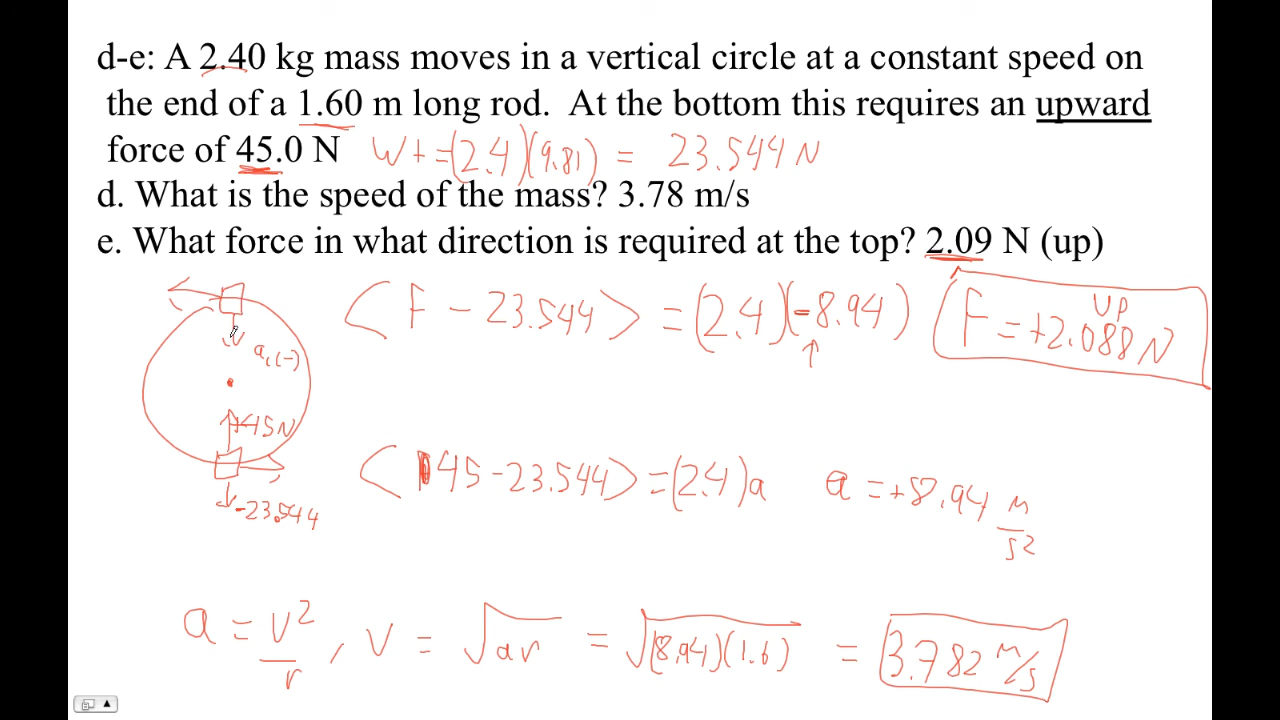 d-e: A 2.40 kg mass moves in a vertical circle at a constant speed on
the end of a 1.60 m long rod. At the bottom this requires an upward
force of 45.0 N Wt = (2.4)(9.81) = 23.544 N
d. What is the speed of the mass? 3.78 m/s
e. What force in what direction is required at the top? 2.09 N (up)
<F - 23.544> = (2.4)(-8.94) F = +2.088 N UP
a, (-)
+45N
<45 - 23.544> = (2.4)a a = +8.94 m/s2
-23.544
a = v2/r , v = √ar = √(8.94)(1.6) = 3.782 m/s